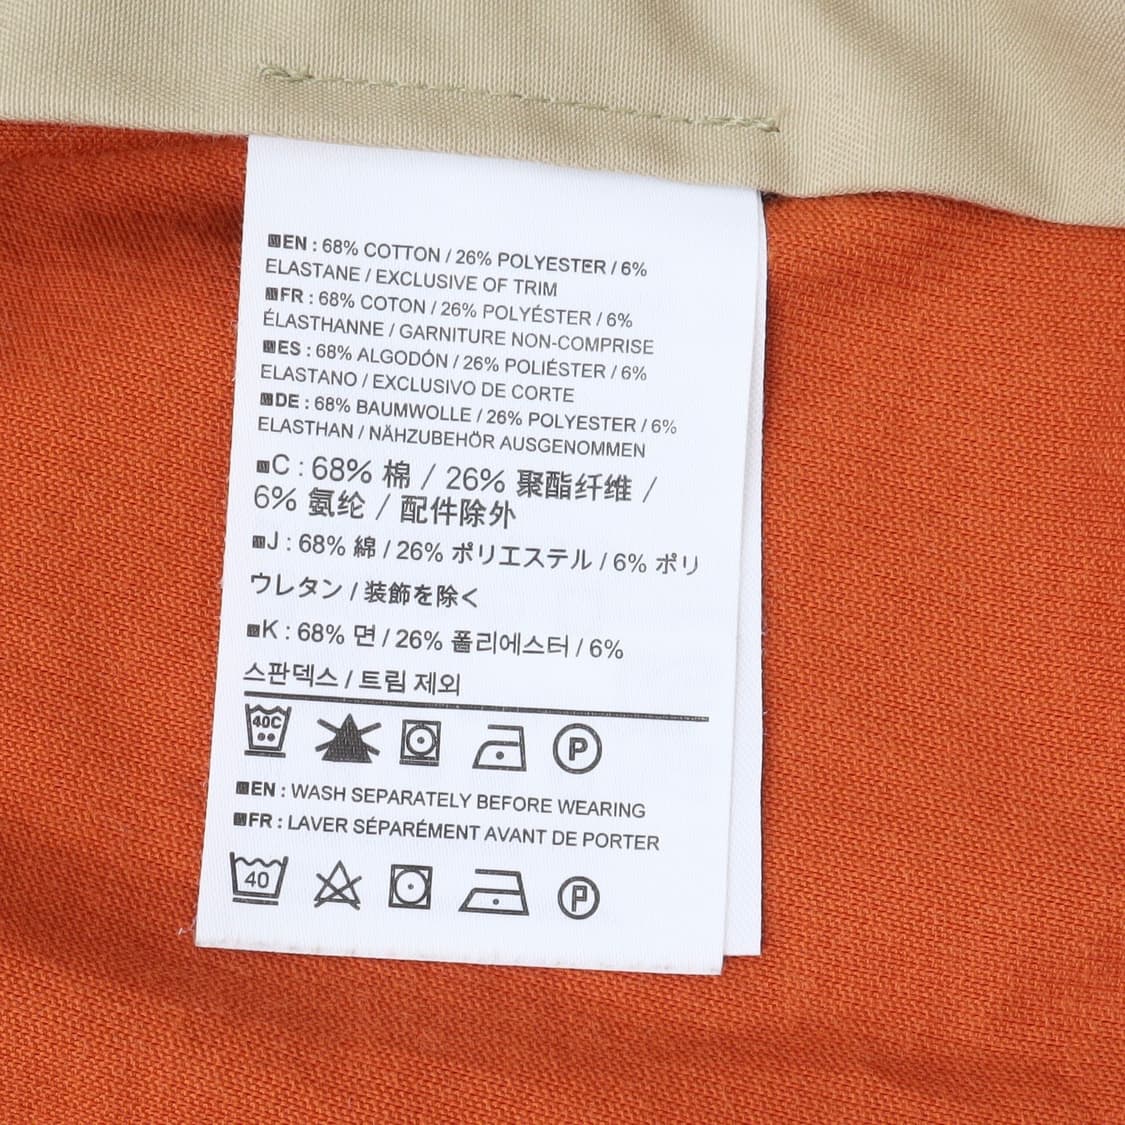 EN : 68% COTTON / 26% POLYESTER / 6%
ELASTANE / EXCLUSIVE OF TRIM
FR : 68% COTON / 26% POLYÉSTER / 6%
ÉLASTHANNE / GARNITURE NON-COMPRISE
ES : 68% ALGODÓN / 26% POLIÉSTER / 6%
ELASTANO / EXCLUSIVO DE CORTE
DE : 68% BAUMWOLLE / 26% POLYESTER / 6%
ELASTHAN / NÄHZUBEHÖR AUSGENOMMEN
C : 68% 棉 / 26% 聚酯纤维 /
6% 氨纶 / 配件除外
J : 68% 綿 / 26% ポリエステル / 6% ポリ
ウレタン / 装飾を除く
K : 68% 면 / 26% 폴리에스터 / 6%
스판덱스 / 트림 제외
40C P
EN : WASH SEPARATELY BEFORE WEARING
FR : LAVER SÉPARÉMENT AVANT DE PORTER
40 P